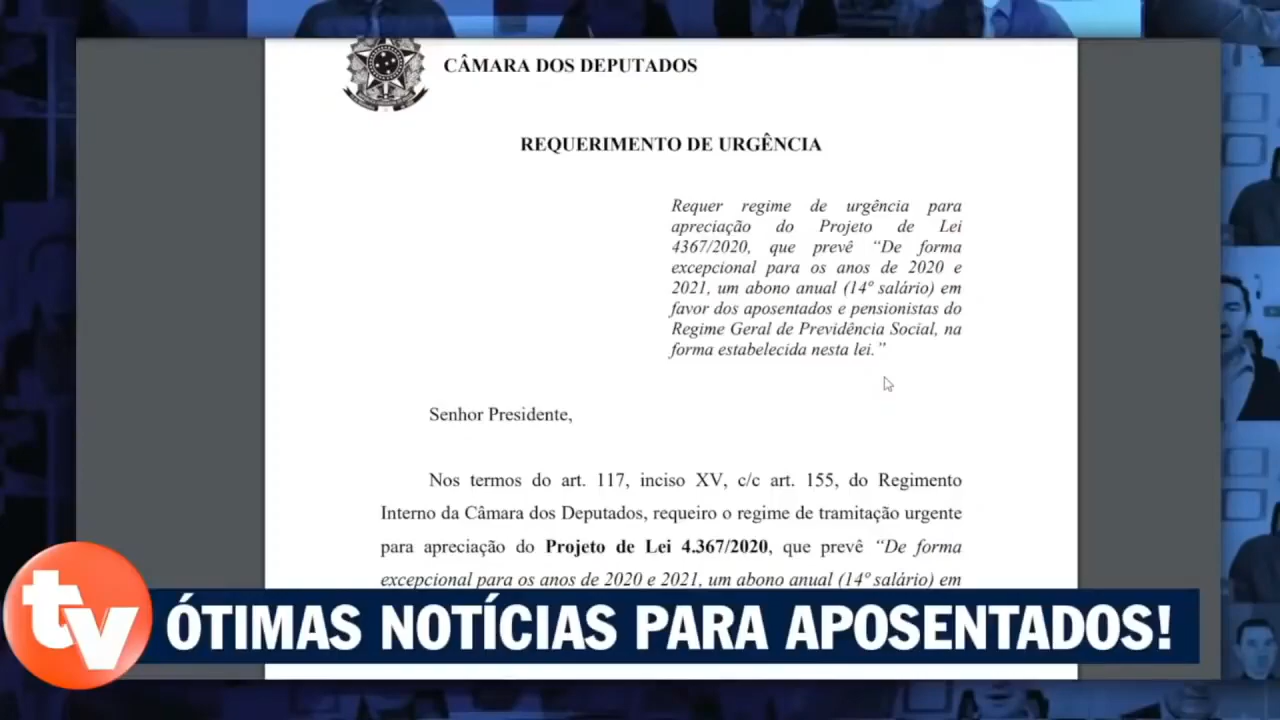 CÂMARA DOS DEPUTADOS
REQUERIMENTO DE URGÊNCIA
Requer regime de urgência para
apreciação do Projeto de Lei
4367/2020, que prevê “De forma
excepcional para os anos de 2020 e
2021, um abono anual (14º salário) em
favor dos aposentados e pensionistas do
Regime Geral de Previdência Social, na
forma estabelecida nesta lei.”
Senhor Presidente,
Nos termos do art. 117, inciso XV, c/c art. 155, do Regimento
Interno da Câmara dos Deputados, requeiro o regime de tramitação urgente
para apreciação do Projeto de Lei 4.367/2020, que prevê “De forma
excepcional para os anos de 2020 e 2021, um abono anual (14º salário) em
tv
ÓTIMAS NOTÍCIAS PARA APOSENTADOS!